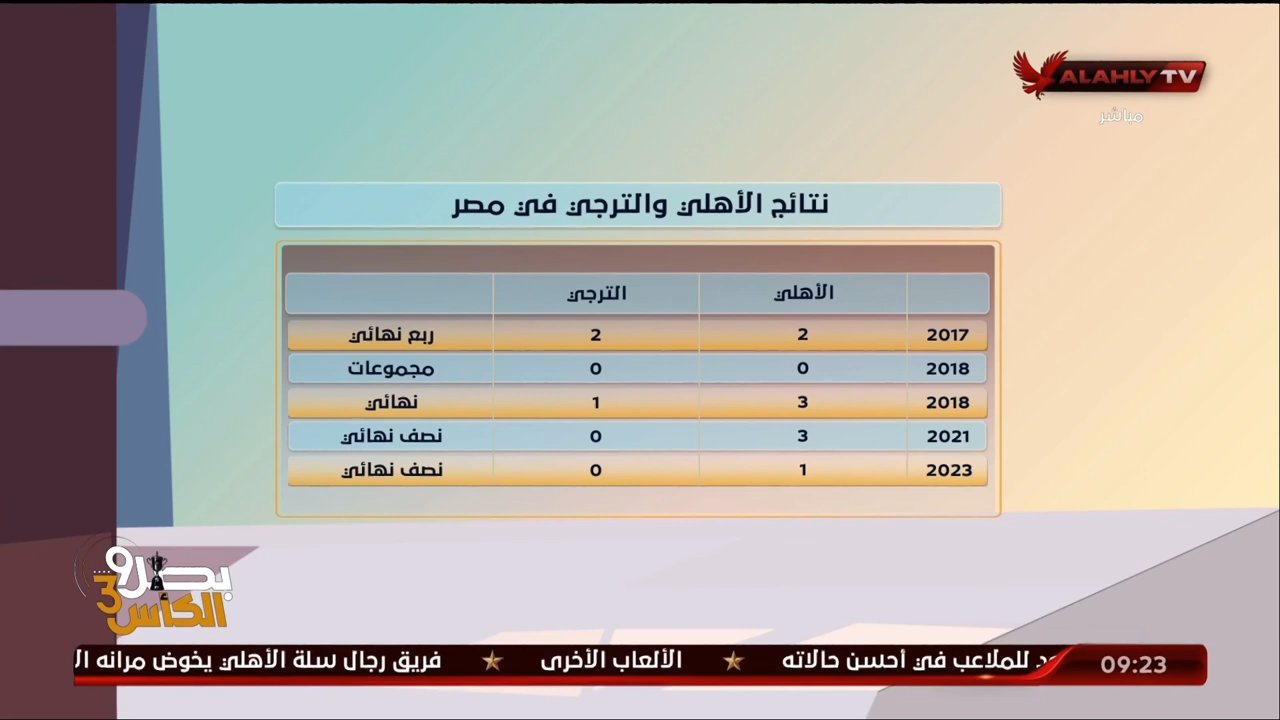 ALAHLY TV
مباشر
نتائج الأهلي والترجي في مصر
الأهلي الترجي
2017 2 2 ربع نهائي
2018 0 0 مجموعات
2018 3 1 نهائي
2021 3 0 نصف نهائي
2023 1 0 نصف نهائي
الكأس 3
09:23
للملاعب في أحسن حالاته ★ الألعاب الأخرى ★ فريق رجال سلة الأهلي يخوض مرانه